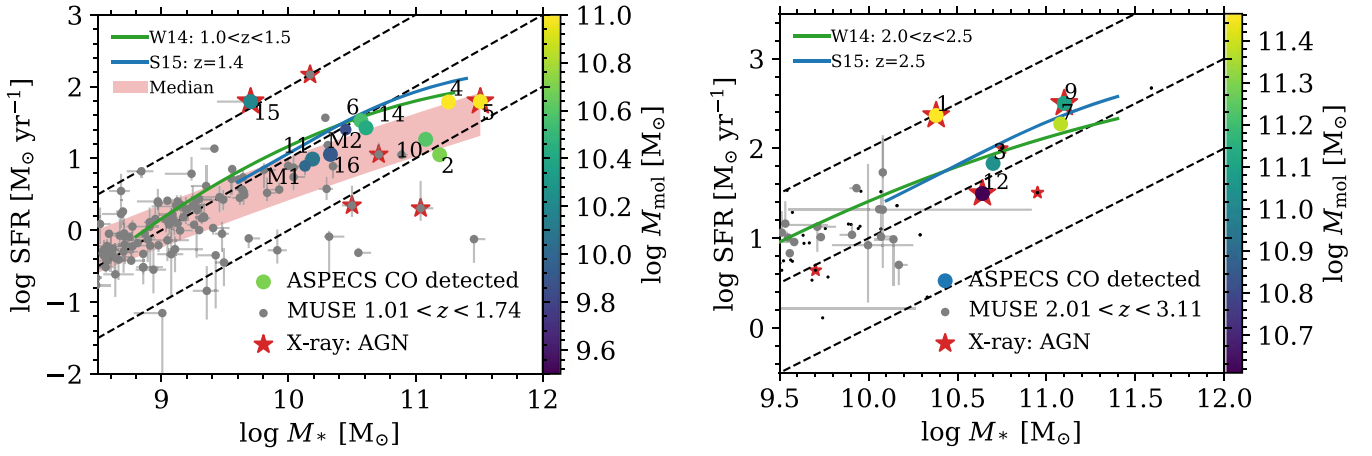 W14: 1.0<z<1.5
S15: z=1.4
Median
15
6
4
14
5
11
M2
10
16
2
M1
ASPECS CO detected
MUSE 1.01 < z < 1.74
X-ray: AGN
log SFR [M⊙ yr⁻¹]
3
2
1
0
−1
−2
9
10
11
12
log M* [M⊙]
11.0
10.8
10.6
10.4
10.2
10.0
9.8
9.6
log Mmol [M⊙]
W14: 2.0<z<2.5
S15: z=2.5
1
9
7
3
12
ASPECS CO detected
MUSE 2.01 < z < 3.11
X-ray: AGN
log SFR [M⊙ yr⁻¹]
3
2
1
0
9.5
10.0
10.5
11.0
11.5
12.0
log M* [M⊙]
11.4
11.3
11.2
11.1
11.0
10.9
10.8
10.7
log Mmol [M⊙]